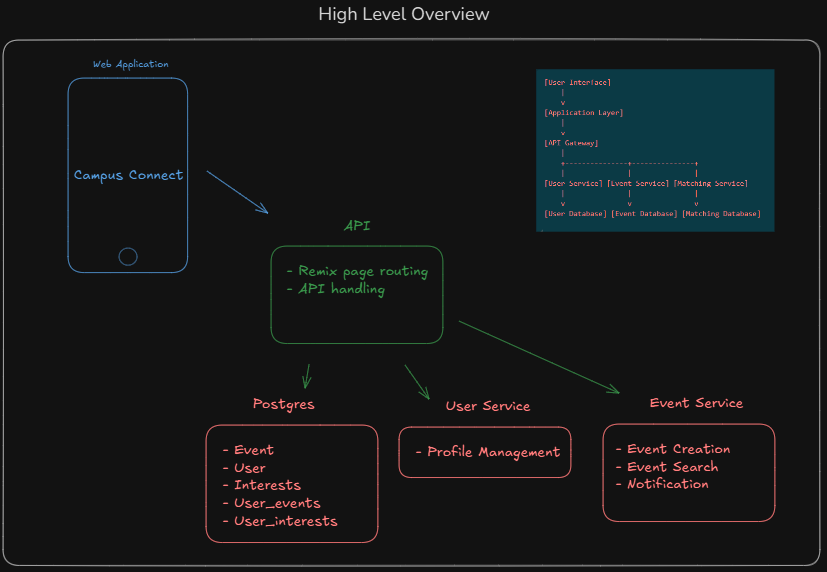 High Level Overview
Web Application
Campus Connect
[User Interface]
|
v
[Application Layer]
|
v
[API Gateway]
|
+---------------+---------------+
| | |
[User Service] [Event Service] [Matching Service]
| | |
v v v
[User Database] [Event Database] [Matching Database]
API
- Remix page routing
- API handling
Postgres
- Event
- User
- Interests
- User_events
- User_interests
User Service
- Profile Management
Event Service
- Event Creation
- Event Search
- Notification